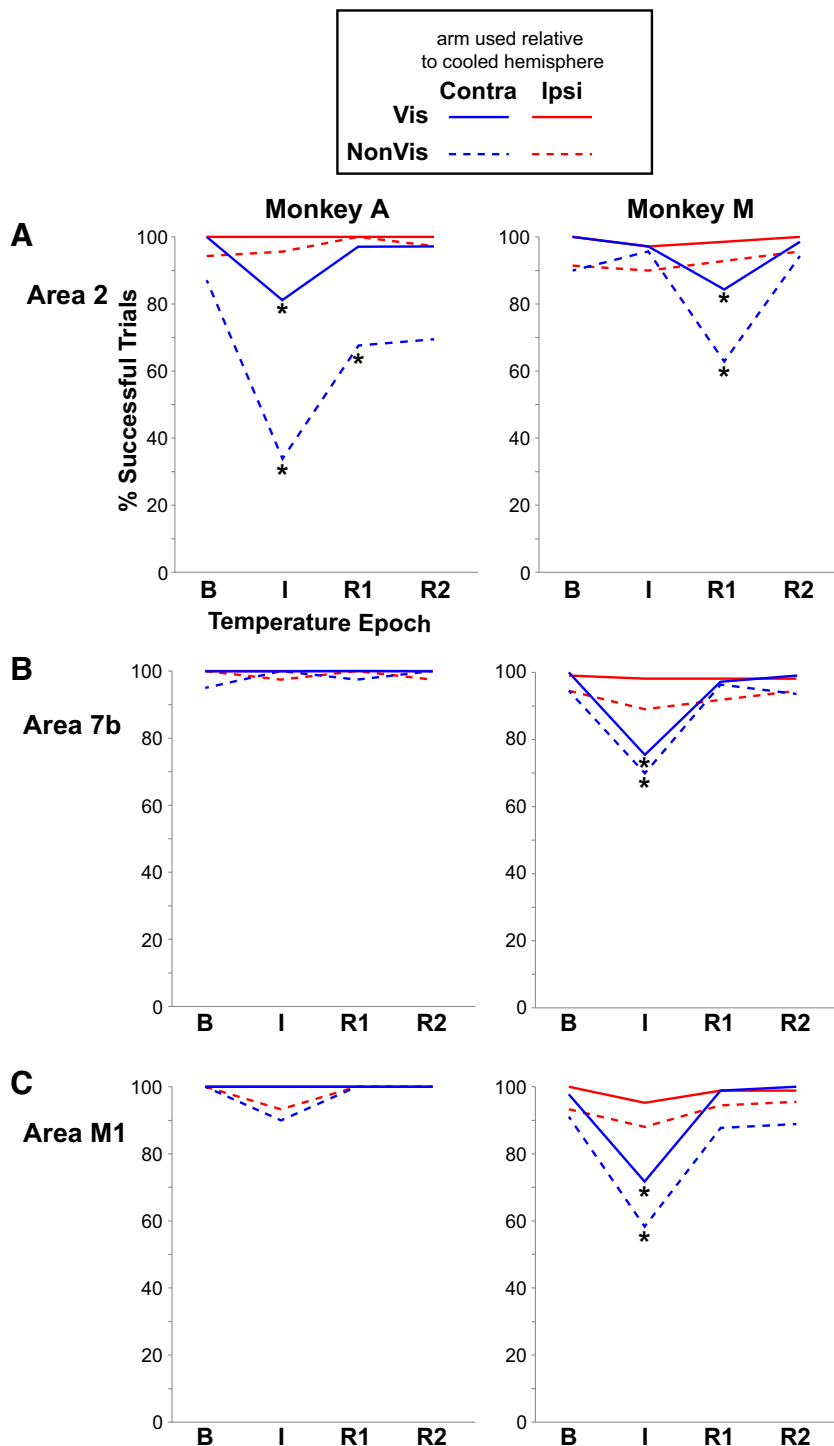 arm used relative
to cooled hemisphere
Contra Ipsi
Vis
NonVis
Monkey A Monkey M
A
Area 2
% Successful Trials
100 100
80 80
60 60
40 40
20 20
0 0
* * * * *
B I R1 R2 B I R1 R2
Temperature Epoch
B
Area 7b
100 100
80 80
60 60
40 40
20 20
0 0
* *
B I R1 R2 B I R1 R2
C
Area M1
100 100
80 80
60 60
40 40
20 20
0 0
* *
B I R1 R2 B I R1 R2